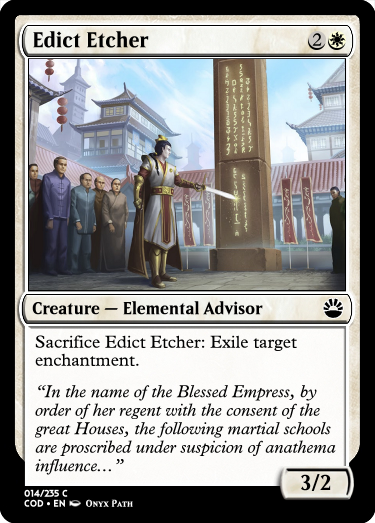 Edict Etcher
2
Creature — Elemental Advisor
Sacrifice Edict Etcher: Exile target
enchantment.
“In the name of the Blessed Empress, by
order of her regent with the consent of the
great Houses, the following martial schools
are proscribed under suspicion of anathema
influence…”
3/2
014/235 C
COD • EN Onyx Path